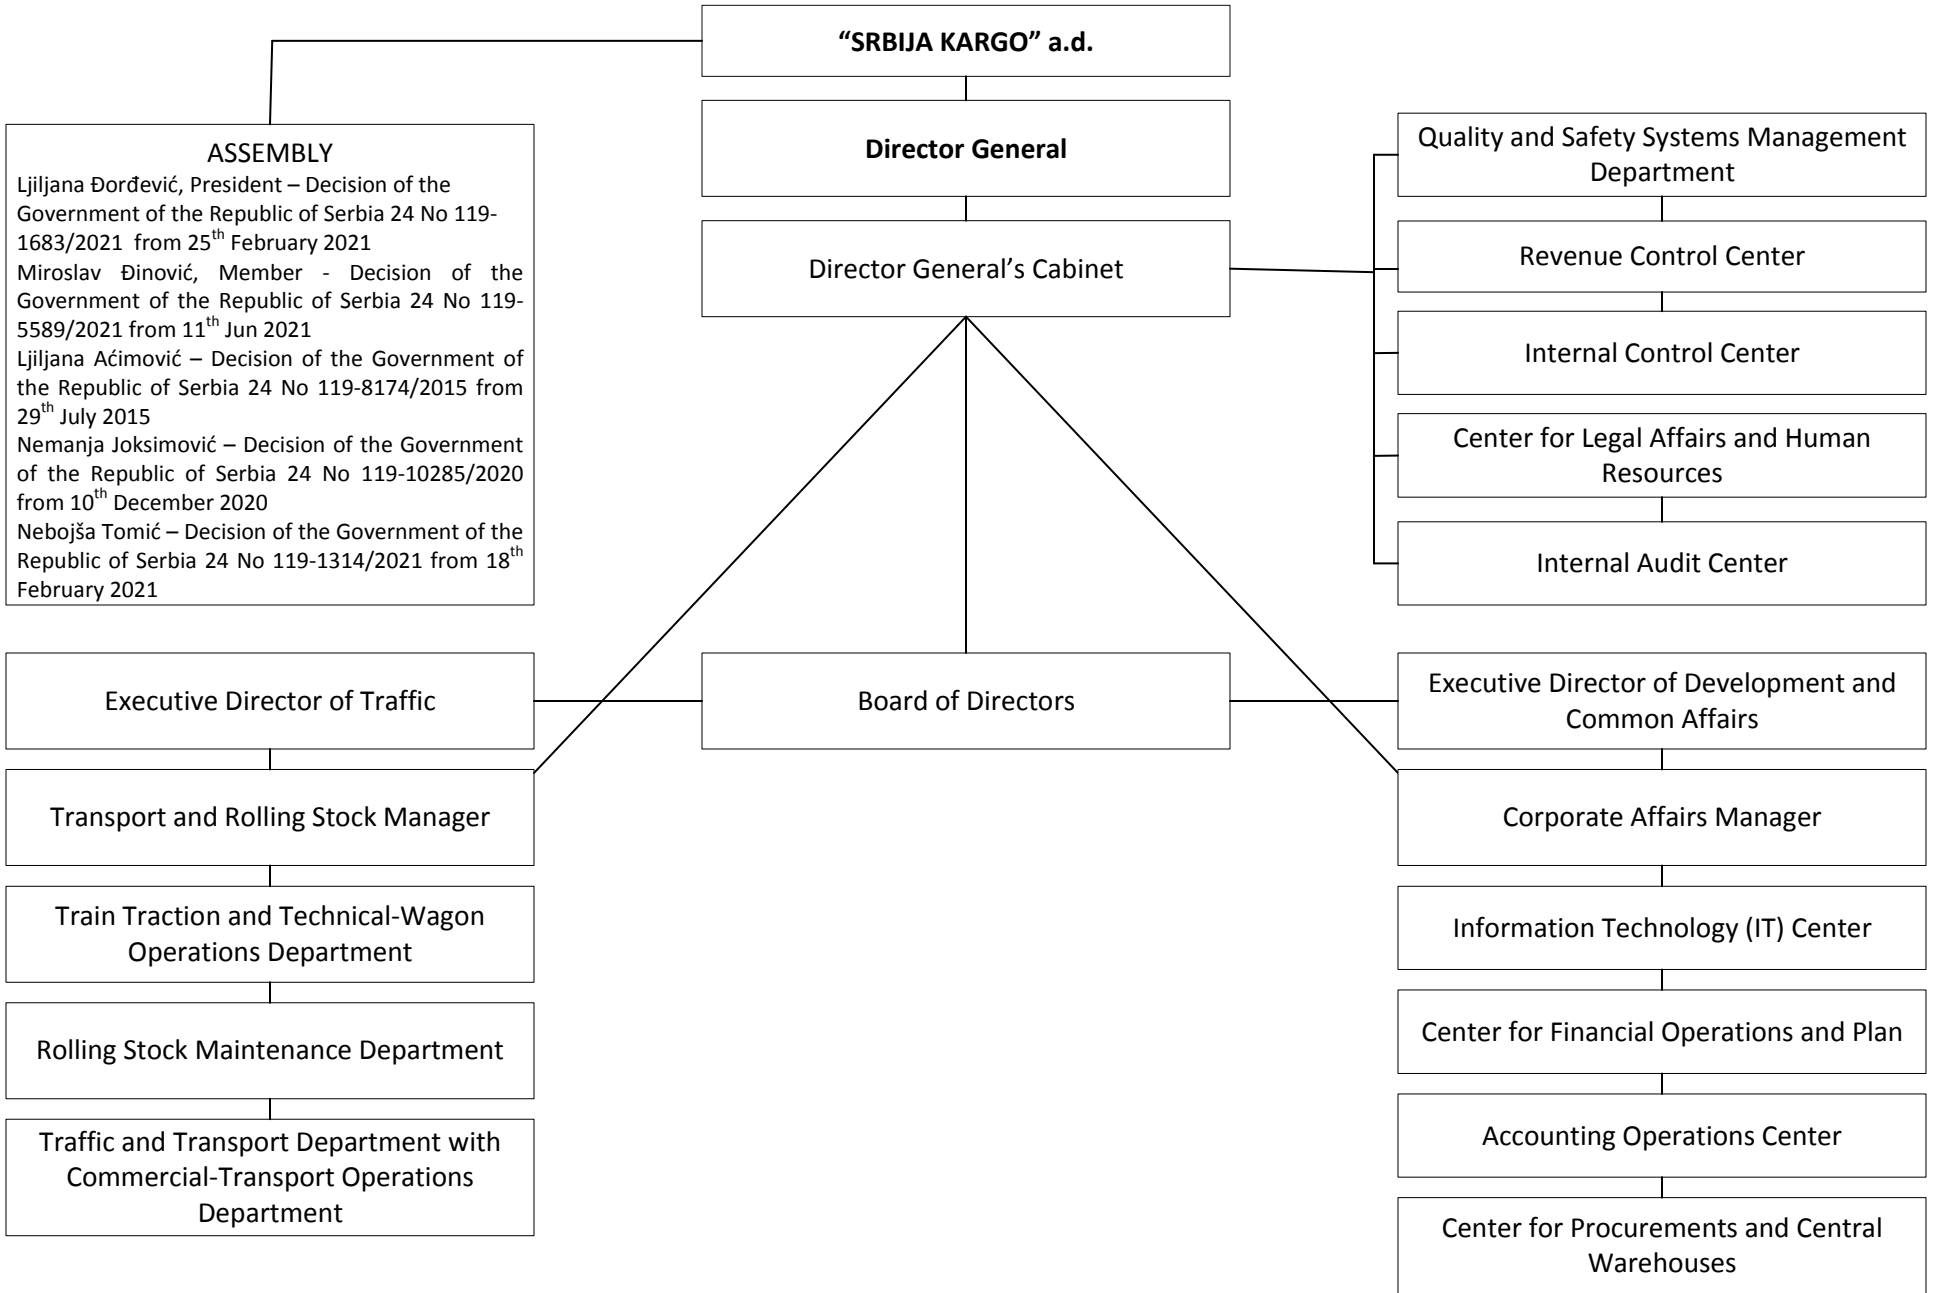 “SRBIJA KARGO” a.d.
Director General
Director General’s Cabinet
ASSEMBLY
Ljiljana Đorđević, President – Decision of the
Government of the Republic of Serbia 24 No 119-
1683/2021 from 25th February 2021
Miroslav Đinović, Member - Decision of the
Government of the Republic of Serbia 24 No 119-
5589/2021 from 11th Jun 2021
Ljiljana Aćimović – Decision of the Government of
the Republic of Serbia 24 No 119-8174/2015 from
29th July 2015
Nemanja Joksimović – Decision of the Government
of the Republic of Serbia 24 No 119-10285/2020
from 10th December 2020
Nebojša Tomić – Decision of the Government of the
Republic of Serbia 24 No 119-1314/2021 from 18th
February 2021
Quality and Safety Systems Management
Department
Revenue Control Center
Internal Control Center
Center for Legal Affairs and Human
Resources
Internal Audit Center
Executive Director of Traffic
Board of Directors
Executive Director of Development and
Common Affairs
Transport and Rolling Stock Manager
Train Traction and Technical-Wagon
Operations Department
Rolling Stock Maintenance Department
Traffic and Transport Department with
Commercial-Transport Operations
Department
Corporate Affairs Manager
Information Technology (IT) Center
Center for Financial Operations and Plan
Accounting Operations Center
Center for Procurements and Central
Warehouses